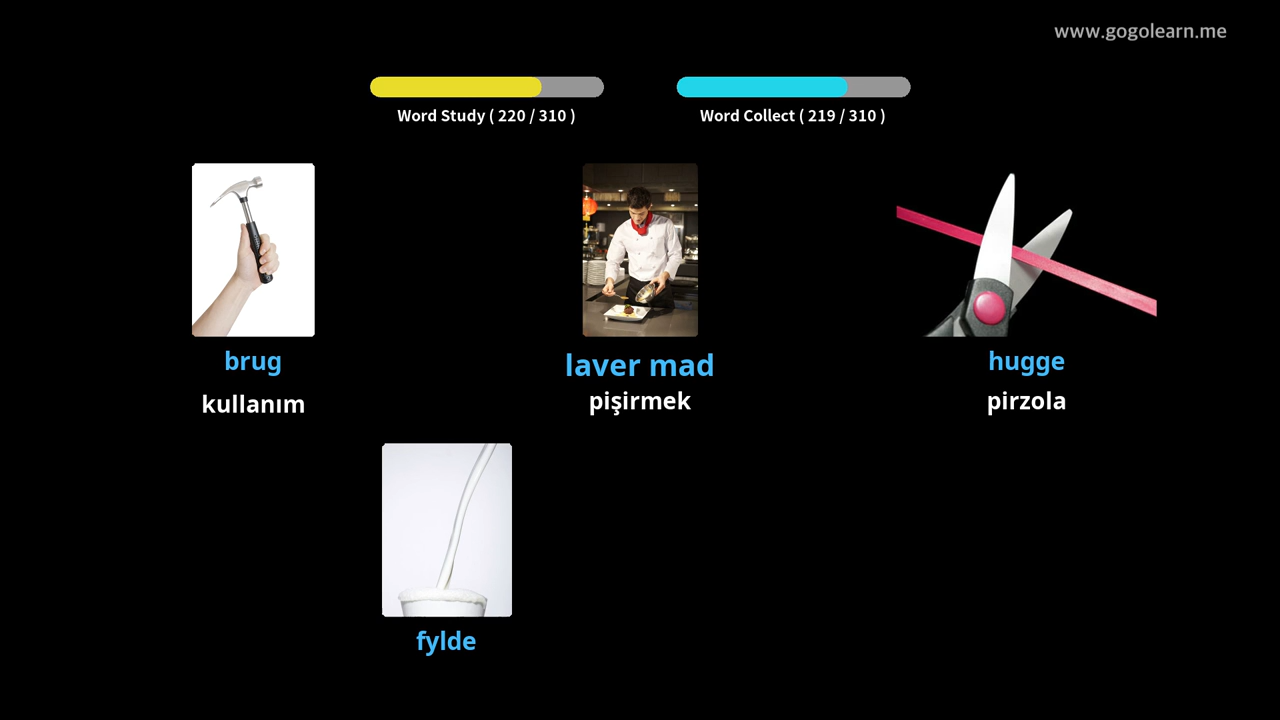 www.gogolearn.me
Word Study ( 220 / 310 )
Word Collect ( 219 / 310 )
brug
kullanım
laver mad
pişirmek
hugge
pirzola
fylde